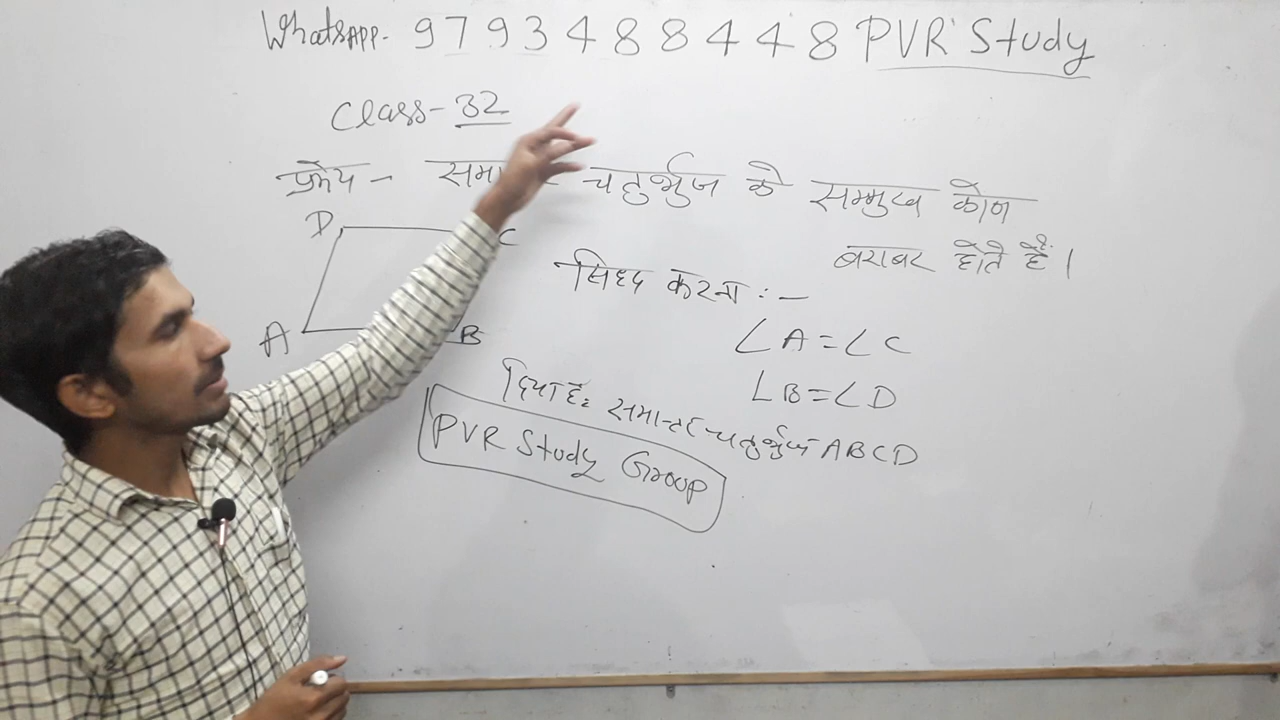 WhatsAPP- 9793488448 PVR Study
Class-32
प्रमेय - चतुर्भुज के सम्मुख कोण
बराबर होते है।
D C
A B
सिध्द करना :-
∠A = ∠C
∠B = ∠D
दिया है: समान्तर चतुर्भुज ABCD
PVR Study Group